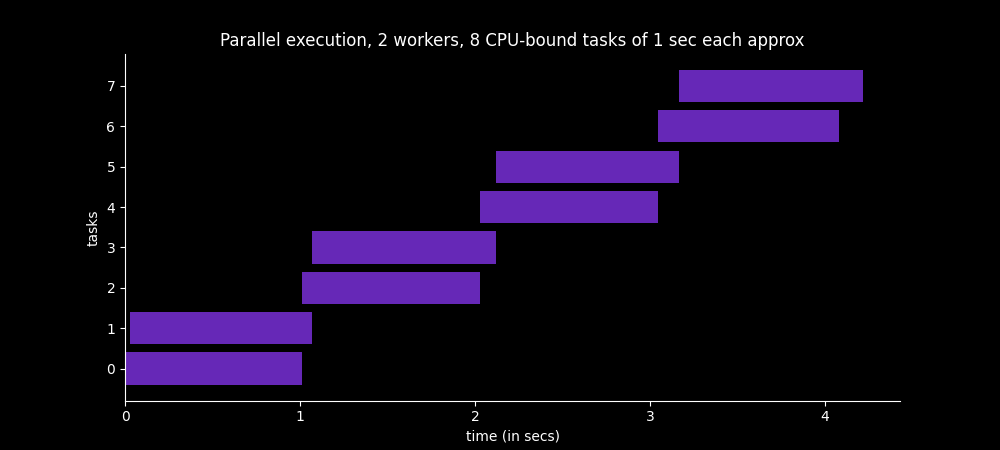 Parallel execution, 2 workers, 8 CPU-bound tasks of 1 sec each approx
7
6
5
4
3
2
1
0
tasks
0 1 2 3 4
time (in secs)